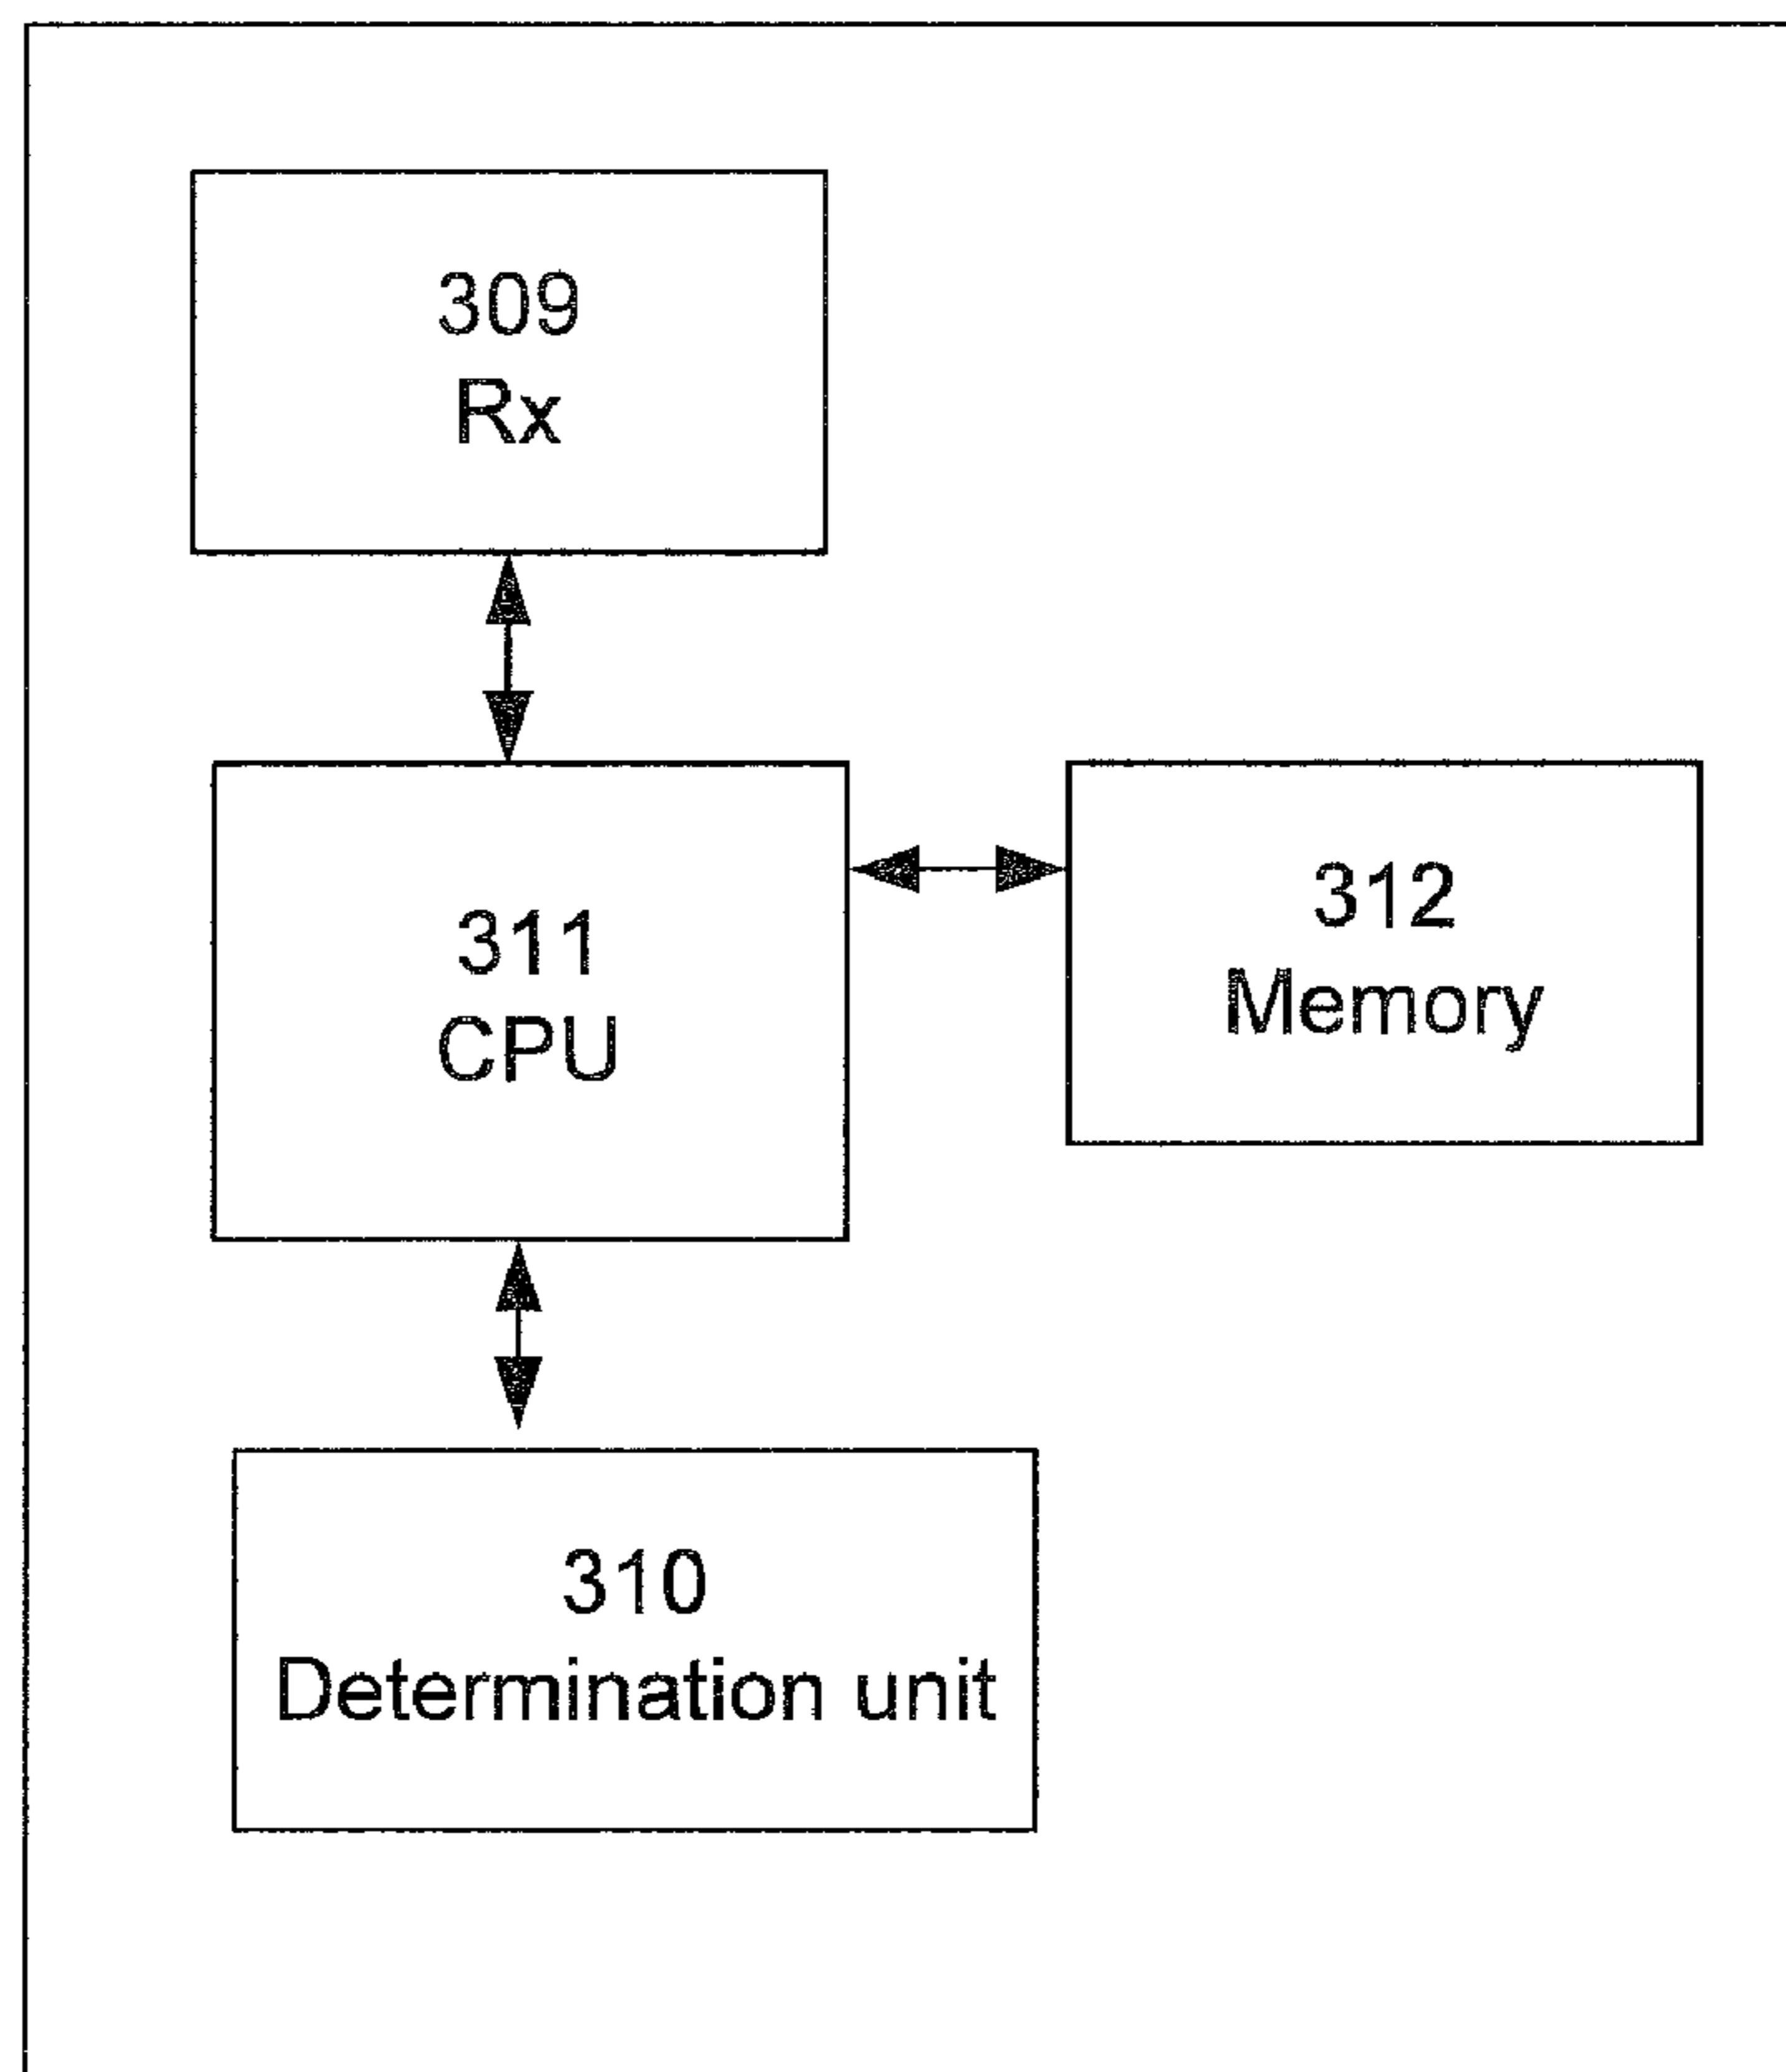 309
Rx
311
CPU
312
Memory
310
Determination unit